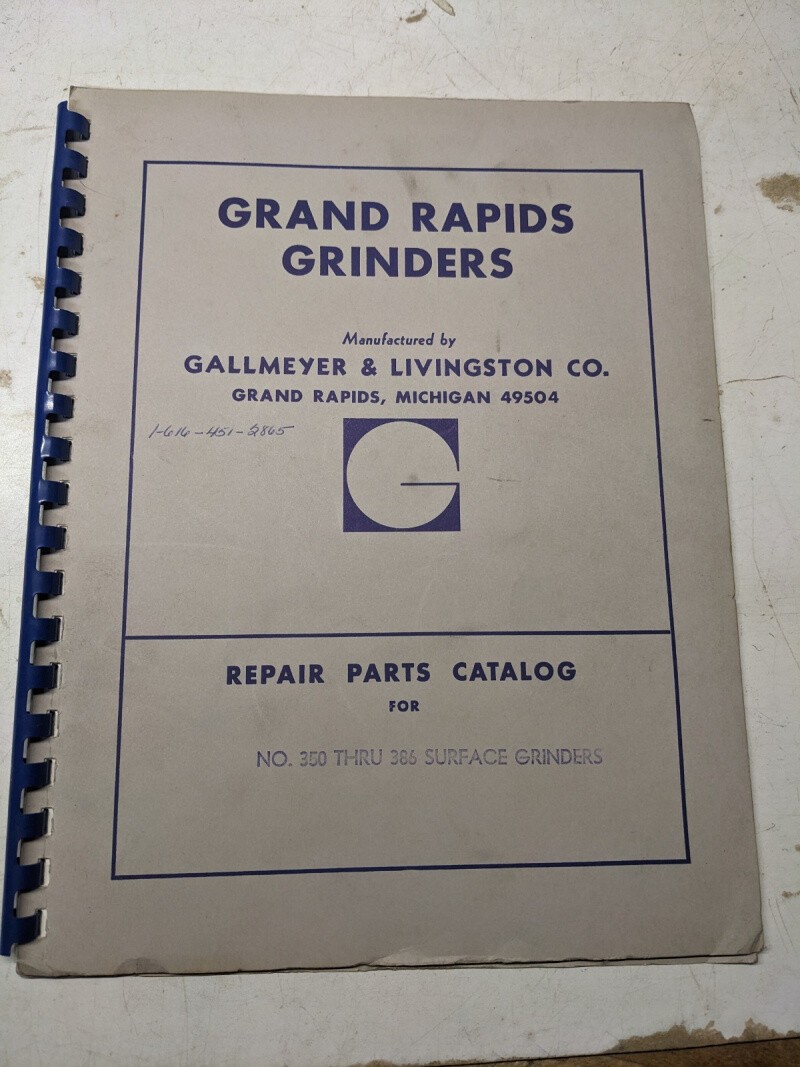 GRAND RAPIDS
GRINDERS
Manufactured by
GALLMEYER & LIVINGSTON CO.
GRAND RAPIDS, MICHIGAN 49504
1-616-451-2865
G
REPAIR PARTS CATALOG
FOR
NO. 350 THRU 386 SURFACE GRINDERS